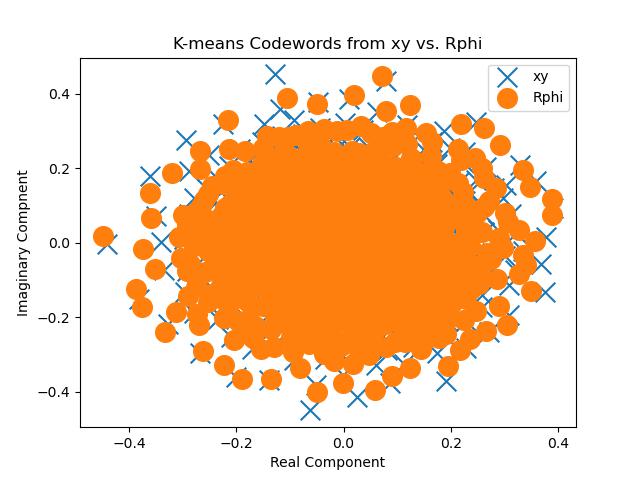 K-means Codewords from xy vs. Rphi
xy
Rphi
0.4
0.2
0.0
−0.2
−0.4
Imaginary Compnent
−0.4
−0.2
0.0
0.2
0.4
Real Component